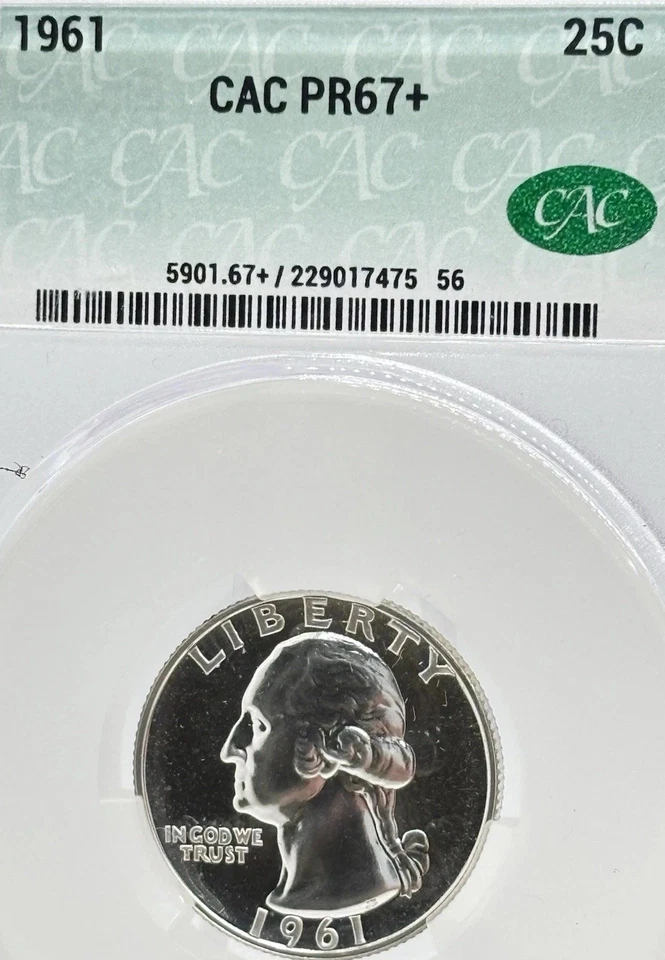 1961 25C
CAC PR67+
CAC
5901.67+/229017475 56
LIBERTY
IN GOD WE
TRUST
1961